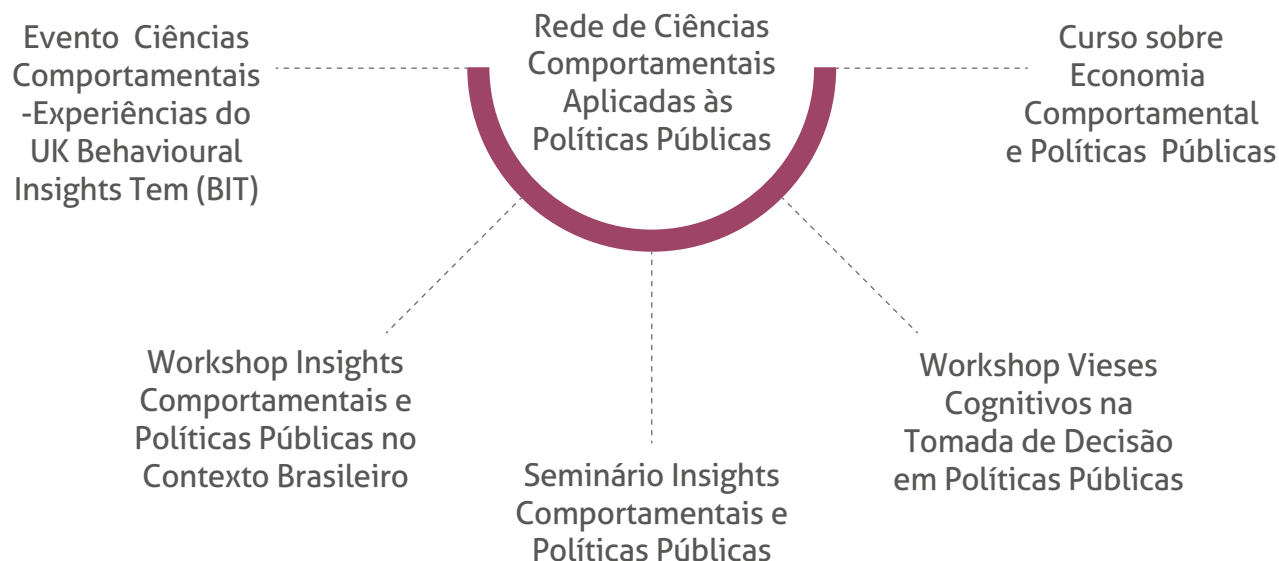 Evento Ciências
Comportamentais
-Experiências do
UK Behavioural
Insights Tem (BIT)
Rede de Ciências
Comportamentais
Aplicadas às
Políticas Públicas
Curso sobre
Economia
Comportamental
e Políticas Públicas
Workshop Insights
Comportamentais e
Políticas Públicas no
Contexto Brasileiro
Seminário Insights
Comportamentais e
Políticas Públicas
Workshop Vieses
Cognitivos na
Tomada de Decisão
em Políticas Públicas